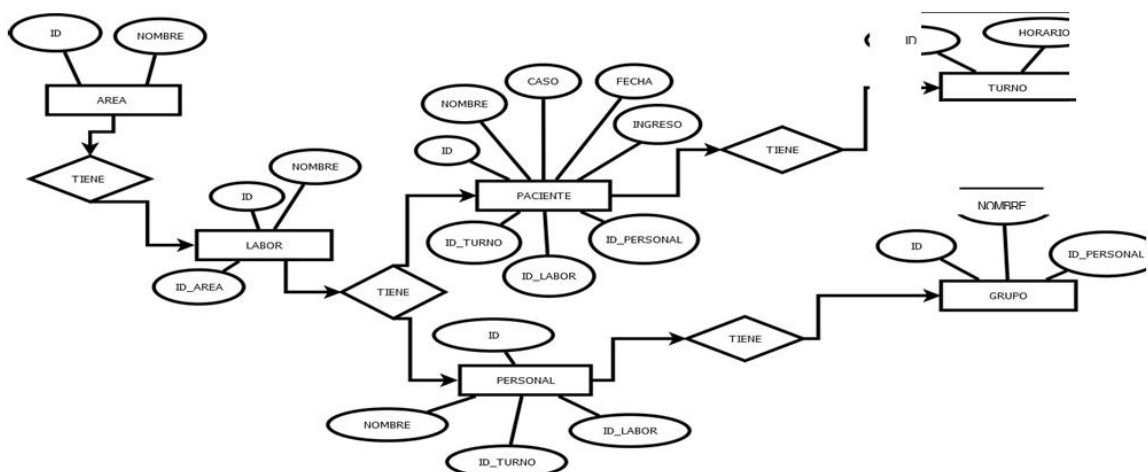 ID
NOMBRE
AREA
TIENE
ID
NOMBRE
LABOR
ID_AREA
TIENE
CASO
FECHA
NOMBRE
INGRESO
ID
PACIENTE
ID_TURNO
ID_LABOR
ID_PERSONAL
TIENE
ID
HORARIO
TURNO
ID
PERSONAL
NOMBRE
ID_TURNO
ID_LABOR
TIENE
NOMBRE
ID
ID_PERSONAL
GRUPO